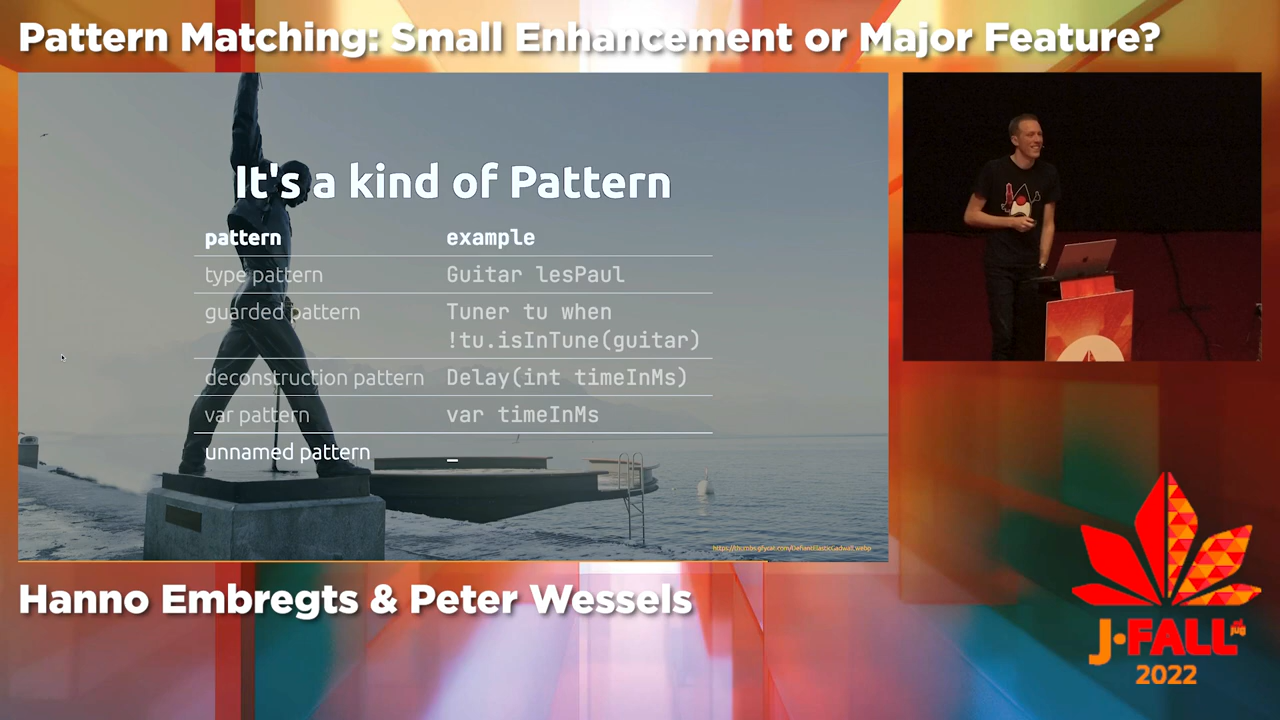 Pattern Matching: Small Enhancement or Major Feature?
It's a kind of Pattern
pattern example
type pattern Guitar lesPaul
guarded pattern Tuner tu when
!tu.isInTune(guitar)
deconstruction pattern Delay(int timeInMs)
var pattern var timeInMs
unnamed pattern _
Hanno Embregts & Peter Wessels
J-FALL
nl
jug
2022